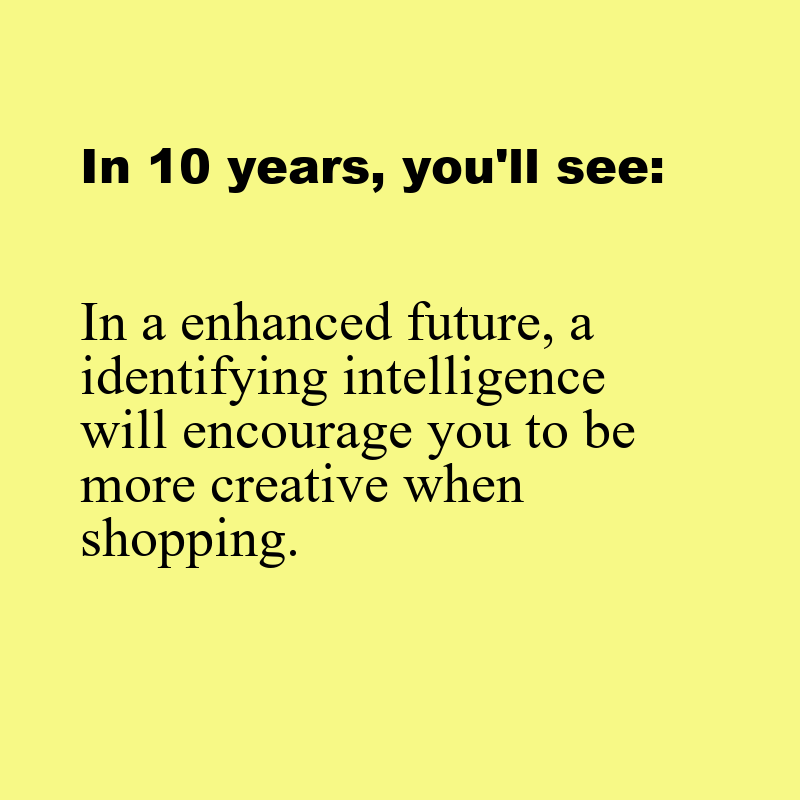 In 10 years, you'll see:
In a enhanced future, a
identifying intelligence
will encourage you to be
more creative when
shopping.